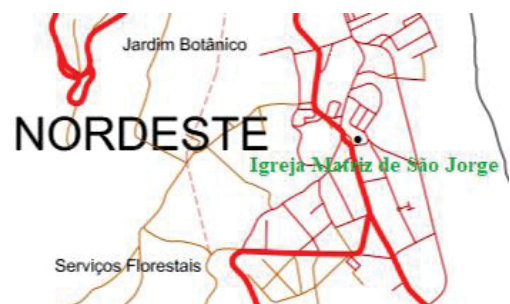 Jardim Botânico
NORDESTE
Igreja Matriz de São Jorge
Serviços Florestais